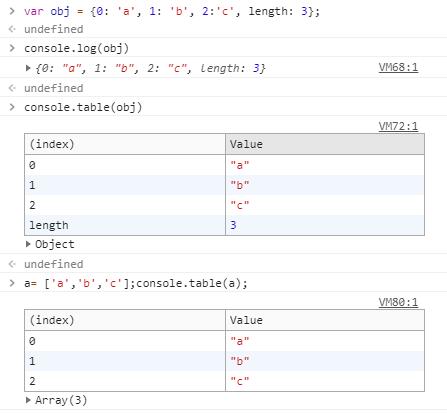 > var obj = {0: 'a', 1: 'b', 2:'c', length: 3};
undefined
> console.log(obj)
{0: "a", 1: "b", 2: "c", length: 3} VM68:1
undefined
> console.table(obj)
VM72:1
(index) Value
0 "a"
1 "b"
2 "c"
length 3
Object
undefined
> a= ['a','b','c'];console.table(a);
VM80:1
(index) Value
0 "a"
1 "b"
2 "c"
Array(3)